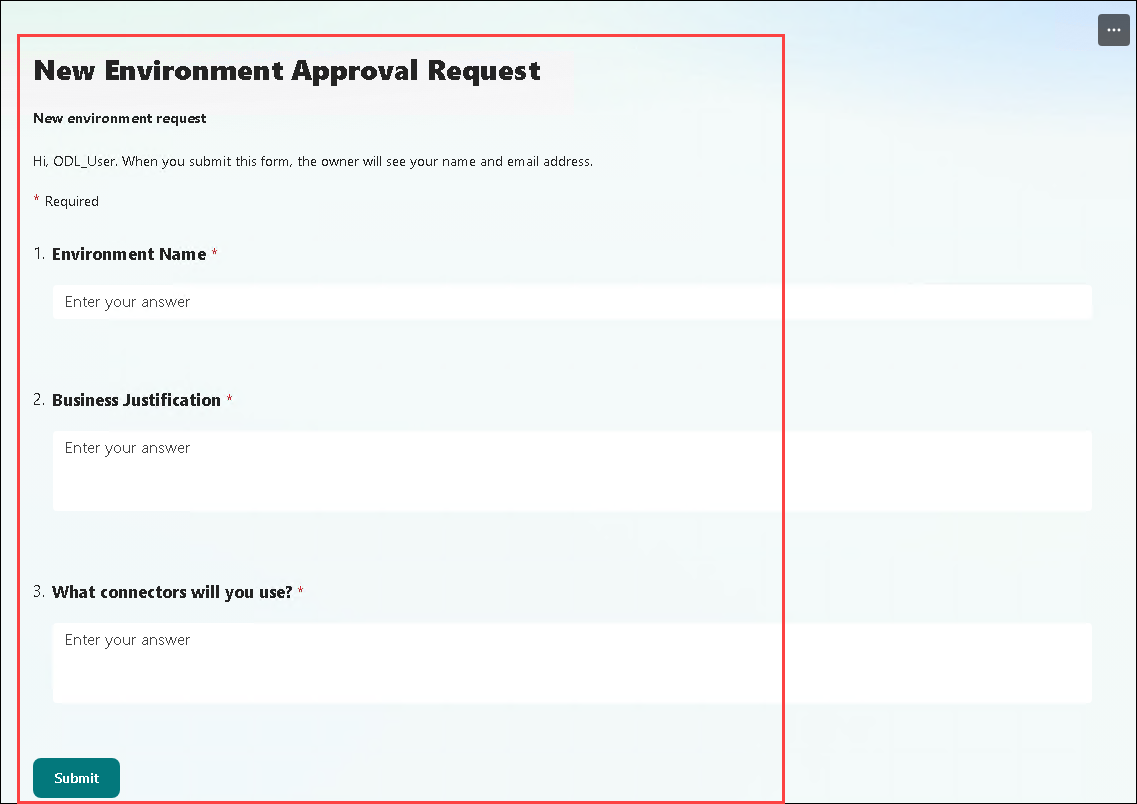 New Environment Approval Request
New environment request
Hi, ODL_User. When you submit this form, the owner will see your name and email address.
* Required
1. Environment Name *
Enter your answer
2. Business Justification *
Enter your answer
3. What connectors will you use? *
Enter your answer
Submit